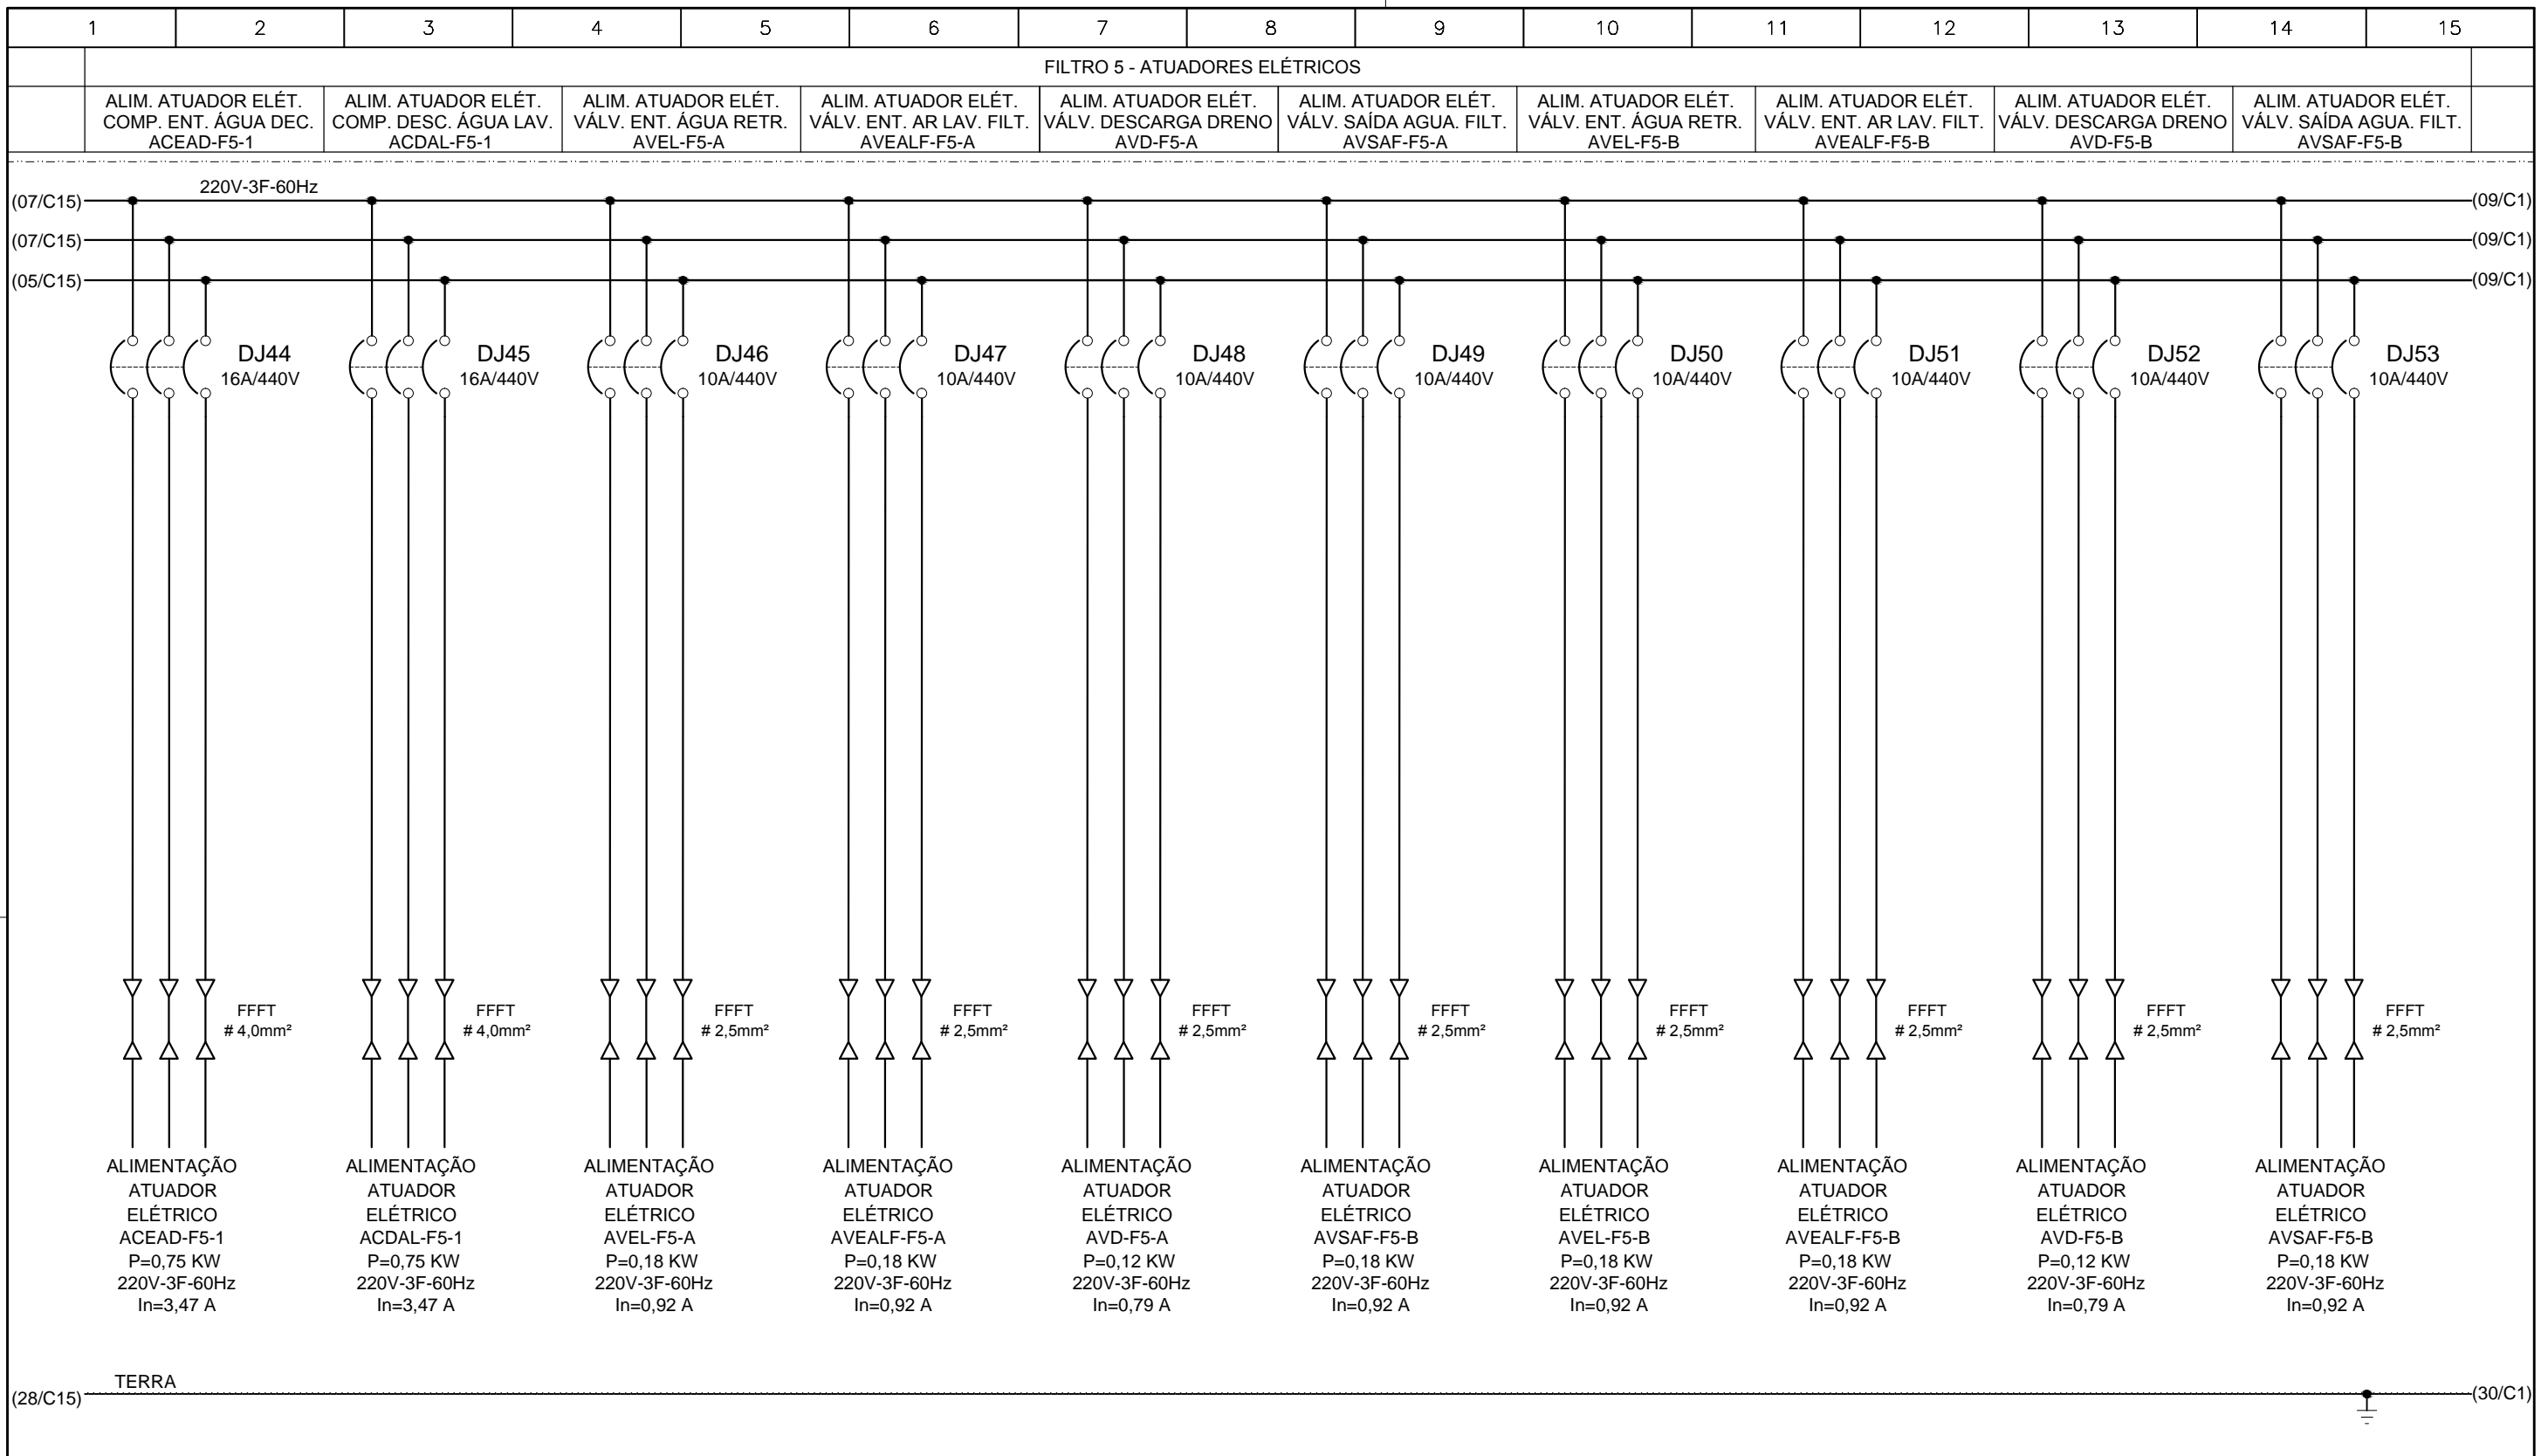 1 2 3 4 5 6 7 8 9 10 11 12 13 14 15
FILTRO 5 - ATUADORES ELÉTRICOS
ALIM. ATUADOR ELÉT.
COMP. ENT. ÁGUA DEC.
ACEAD-F5-1
ALIM. ATUADOR ELÉT.
COMP. DESC. ÁGUA LAV.
ACDAL-F5-1
ALIM. ATUADOR ELÉT.
VÁLV. ENT. ÁGUA RETR.
AVEL-F5-A
ALIM. ATUADOR ELÉT.
VÁLV. ENT. AR LAV. FILT.
AVEALF-F5-A
ALIM. ATUADOR ELÉT.
VÁLV. DESCARGA DRENO
AVD-F5-A
ALIM. ATUADOR ELÉT.
VÁLV. SAÍDA AGUA. FILT.
AVSAF-F5-A
ALIM. ATUADOR ELÉT.
VÁLV. ENT. ÁGUA RETR.
AVEL-F5-B
ALIM. ATUADOR ELÉT.
VÁLV. ENT. AR LAV. FILT.
AVEALF-F5-B
ALIM. ATUADOR ELÉT.
VÁLV. DESCARGA DRENO
AVD-F5-B
ALIM. ATUADOR ELÉT.
VÁLV. SAÍDA AGUA. FILT.
AVSAF-F5-B
220V-3F-60Hz
(07/C15) (09/C1)
(07/C15) (09/C1)
(05/C15) (09/C1)
DJ44
16A/440V
DJ45
16A/440V
DJ46
10A/440V
DJ47
10A/440V
DJ48
10A/440V
DJ49
10A/440V
DJ50
10A/440V
DJ51
10A/440V
DJ52
10A/440V
DJ53
10A/440V
FFFT
# 4,0mm²
FFFT
# 4,0mm²
FFFT
# 2,5mm²
FFFT
# 2,5mm²
FFFT
# 2,5mm²
FFFT
# 2,5mm²
FFFT
# 2,5mm²
FFFT
# 2,5mm²
FFFT
# 2,5mm²
FFFT
# 2,5mm²
ALIMENTAÇÃO
ATUADOR
ELÉTRICO
ACEAD-F5-1
P=0,75 KW
220V-3F-60Hz
In=3,47 A
ALIMENTAÇÃO
ATUADOR
ELÉTRICO
ACDAL-F5-1
P=0,75 KW
220V-3F-60Hz
In=3,47 A
ALIMENTAÇÃO
ATUADOR
ELÉTRICO
AVEL-F5-A
P=0,18 KW
220V-3F-60Hz
In=0,92 A
ALIMENTAÇÃO
ATUADOR
ELÉTRICO
AVEALF-F5-A
P=0,18 KW
220V-3F-60Hz
In=0,92 A
ALIMENTAÇÃO
ATUADOR
ELÉTRICO
AVD-F5-A
P=0,12 KW
220V-3F-60Hz
In=0,79 A
ALIMENTAÇÃO
ATUADOR
ELÉTRICO
AVSAF-F5-B
P=0,18 KW
220V-3F-60Hz
In=0,92 A
ALIMENTAÇÃO
ATUADOR
ELÉTRICO
AVEL-F5-B
P=0,18 KW
220V-3F-60Hz
In=0,92 A
ALIMENTAÇÃO
ATUADOR
ELÉTRICO
AVEALF-F5-B
P=0,18 KW
220V-3F-60Hz
In=0,92 A
ALIMENTAÇÃO
ATUADOR
ELÉTRICO
AVD-F5-B
P=0,12 KW
220V-3F-60Hz
In=0,79 A
ALIMENTAÇÃO
ATUADOR
ELÉTRICO
AVSAF-F5-B
P=0,18 KW
220V-3F-60Hz
In=0,92 A
TERRA
(28/C15) (30/C1)